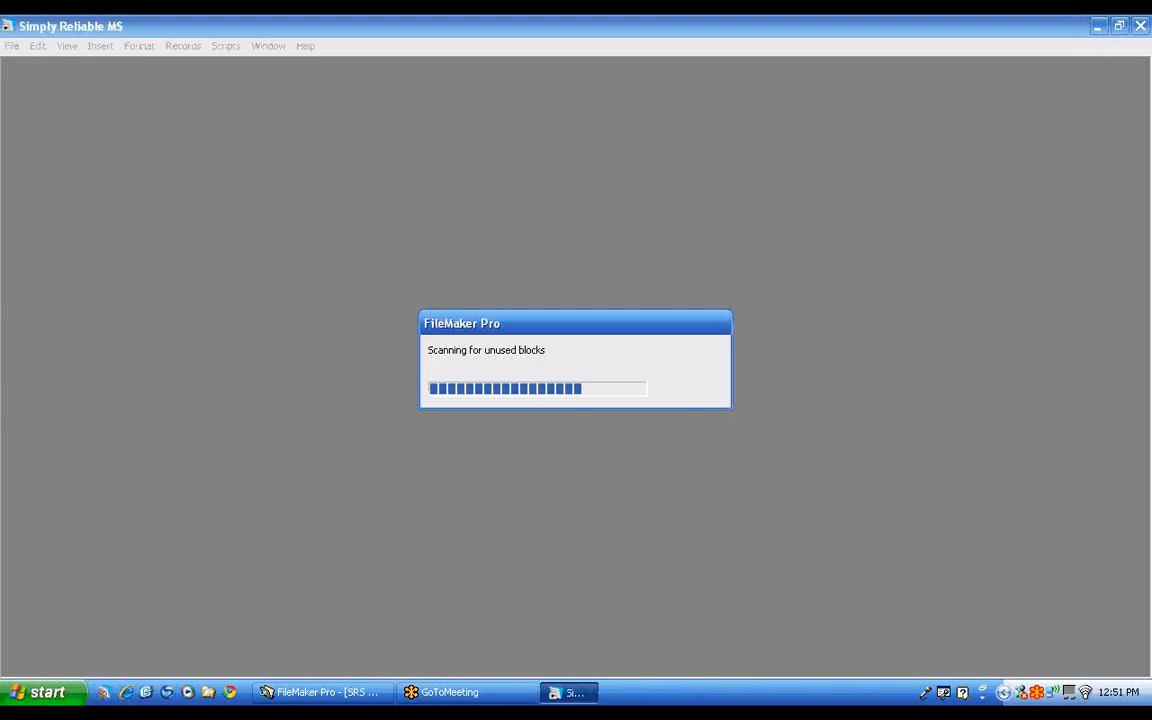 Simply Reliable MS
File Edit View Insert Format Records Scripts Window Help
FileMaker Pro
Scanning for unused blocks
start FileMaker Pro - [SRS ... GoToMeeting Si... 12:51 PM